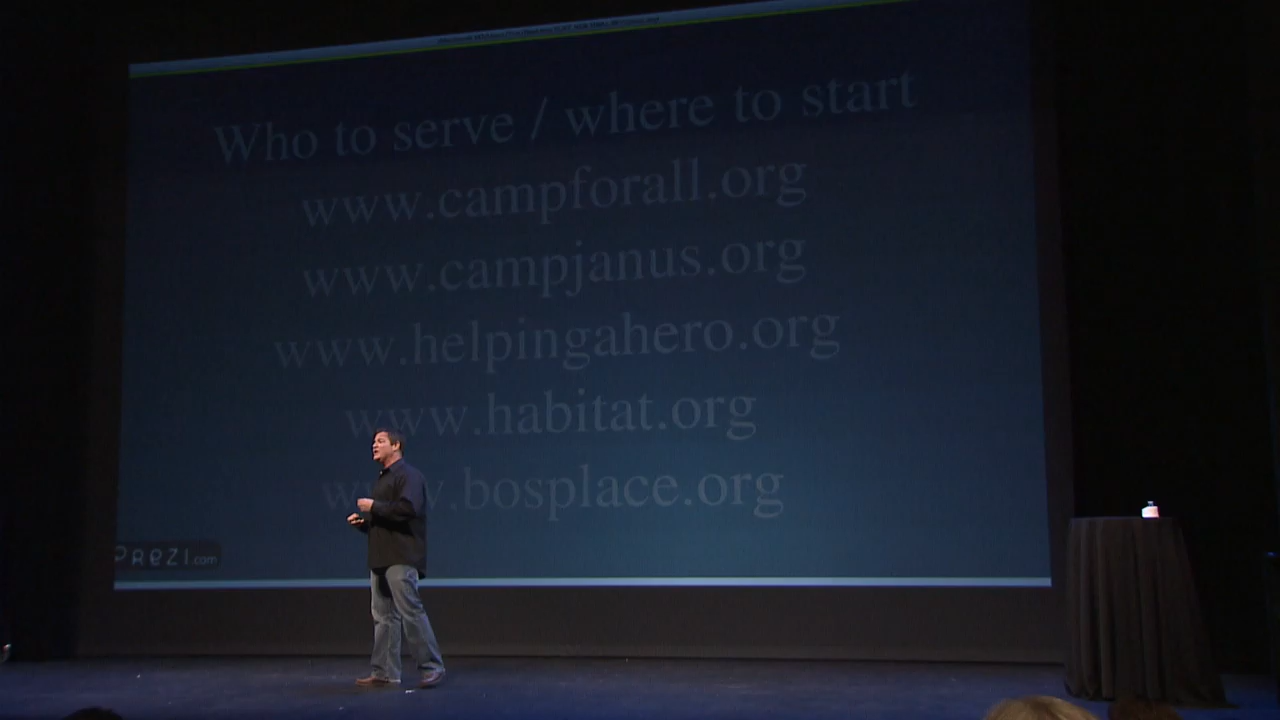 Who to serve / where to start
www.campforall.org
www.campjanus.org
www.helpingahero.org
www.habitat.org
www.bosplace.org
PREZI.com